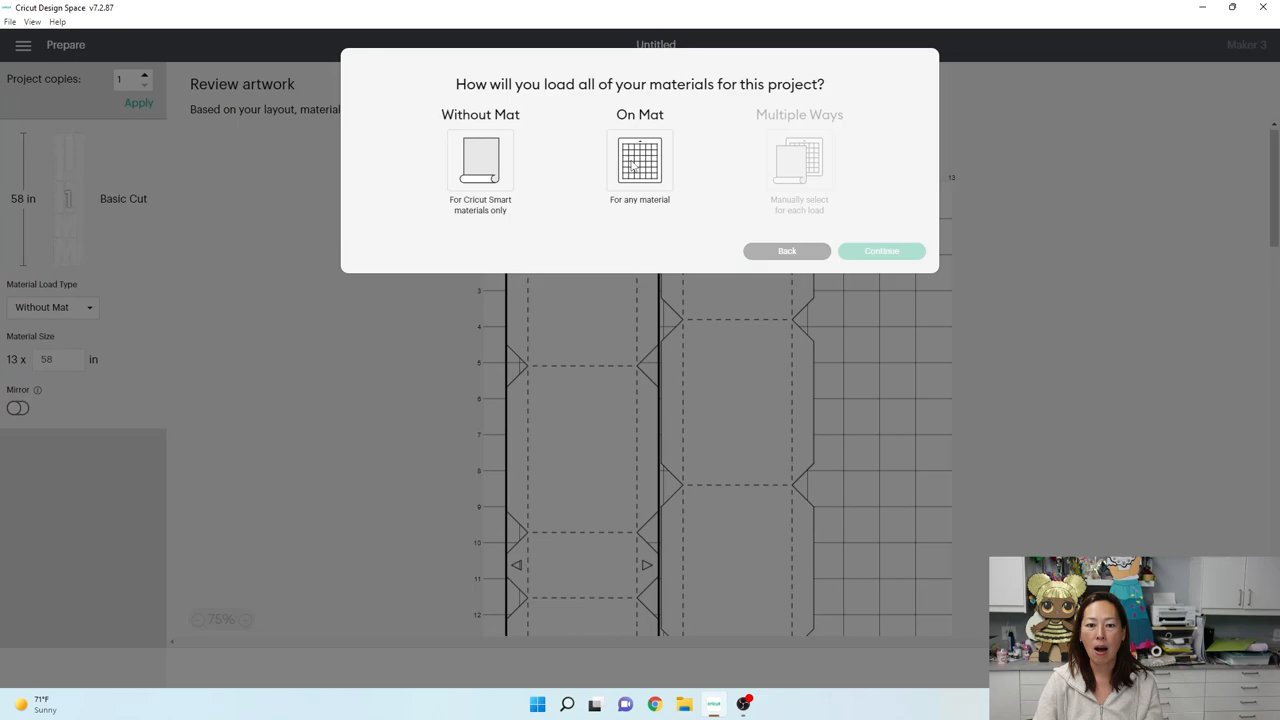 Cricut Design Space v7.2.87
File View Help
Prepare
Untitled
Maker 3
Project copies: 1
Apply
Review artwork
Based on your layout, material
58 in
Basic Cut
Material Load Type
Without Mat
Material Size
13 x 58 in
Mirror
How will you load all of your materials for this project?
Without Mat
For Cricut Smart
materials only
On Mat
For any material
Multiple Ways
Manually select
for each load
Back
Continue
12
3
4
5
6
7
8
9
10
11
12
75%
71°F
Sunny
cricut